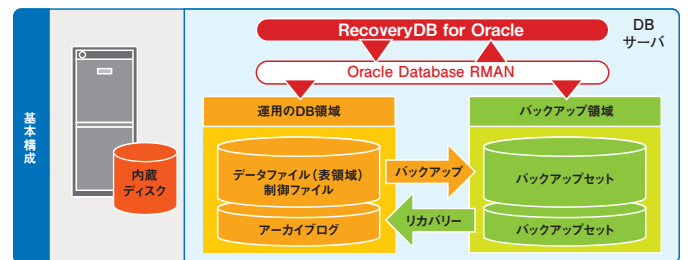 基本構成
内蔵
ディスク
RecoveryDB for Oracle
DB
サーバ
Oracle Database RMAN
運用のDB領域
バックアップ領域
データファイル(表領域)
制御ファイル
バックアップ
バックアップセット
リカバリー
アーカイブログ
バックアップセット